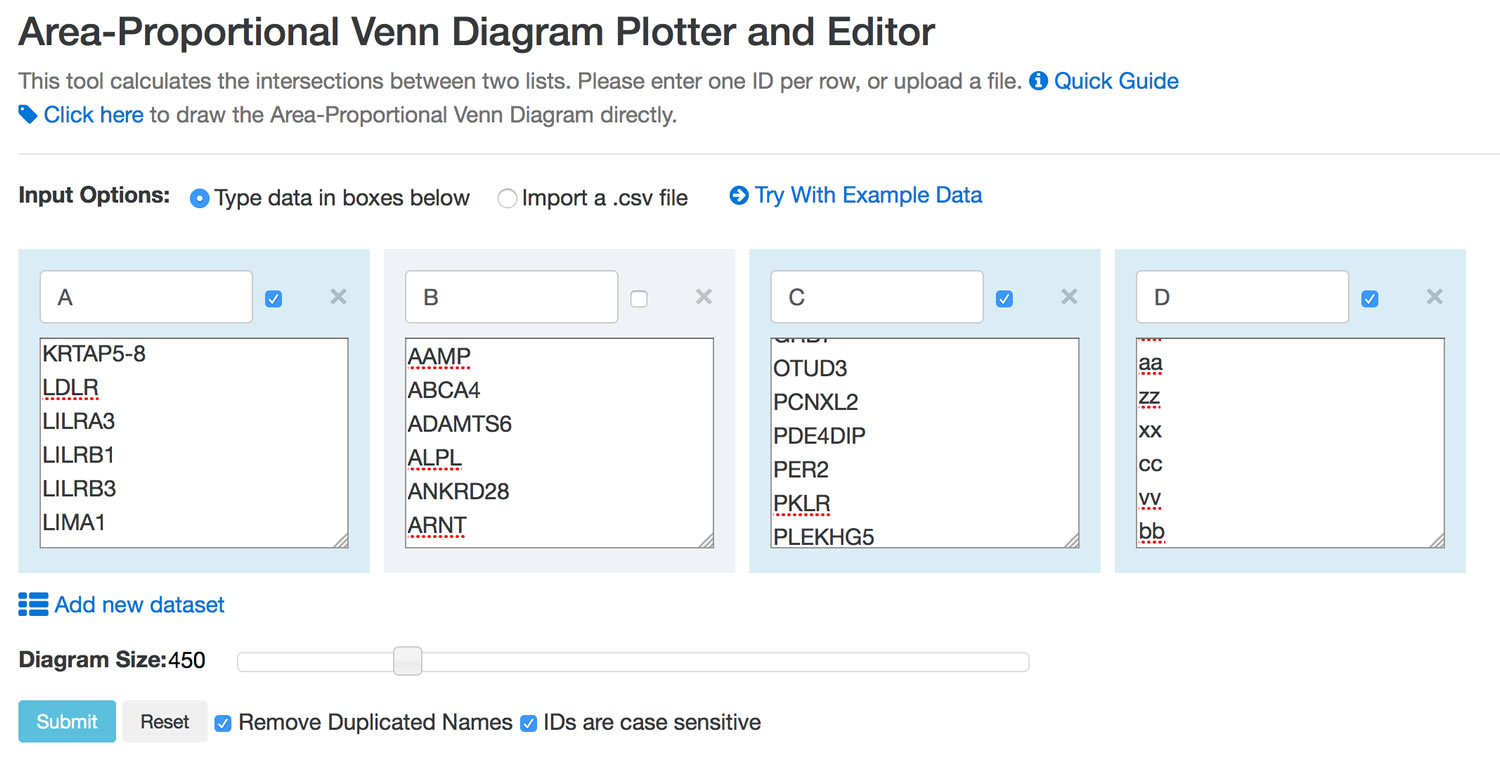 Area-Proportional Venn Diagram Plotter and Editor
This tool calculates the intersections between two lists. Please enter one ID per row, or upload a file. Quick Guide
Click here to draw the Area-Proportional Venn Diagram directly.
Input Options: Type data in boxes below Import a .csv file Try With Example Data
A
KRTAP5-8
LDLR
LILRA3
LILRB1
LILRB3
LIMA1
B
AAMP
ABCA4
ADAMTS6
ALPL
ANKRD28
ARNT
C
OTUD3
PCNXL2
PDE4DIP
PER2
PKLR
PLEKHG5
D
aa
zz
xx
cc
vv
bb
Add new dataset
Diagram Size:450
Submit Reset Remove Duplicated Names IDs are case sensitive